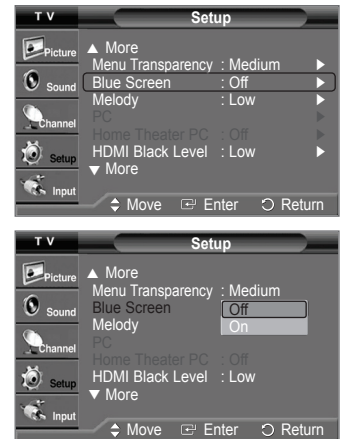 T V
Setup
Picture
Sound
Channel
Setup
Input
▲ More
Menu Transparency : Medium ►
Blue Screen : Off ►
Melody : Low ►
PC ►
Home Theater PC : Off ►
HDMI Black Level : Low ►
▼ More
Move Enter Return
T V
Setup
Picture
Sound
Channel
Setup
Input
▲ More
Menu Transparency : Medium
Blue Screen Off
Melody On
PC
Home Theater PC : Off
HDMI Black Level : Low
▼ More
Move Enter Return